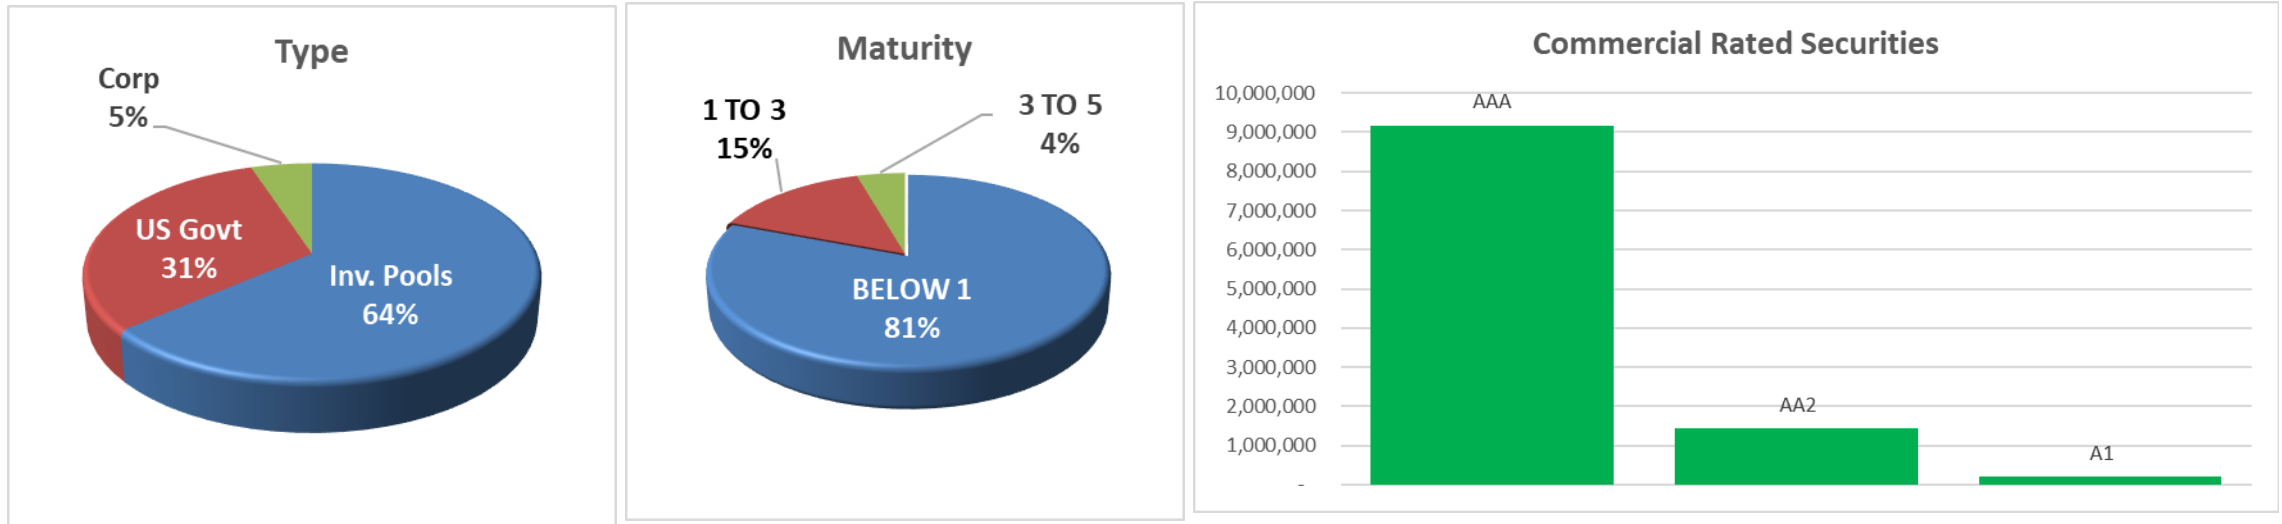 Type
Corp
5%
US Govt
31%
Inv. Pools
64%
Maturity
1 TO 3
15%
3 TO 5
4%
BELOW 1
81%
Commercial Rated Securities
10,000,000
9,000,000
8,000,000
7,000,000
6,000,000
5,000,000
4,000,000
3,000,000
2,000,000
1,000,000
-
AAA
AA2
A1